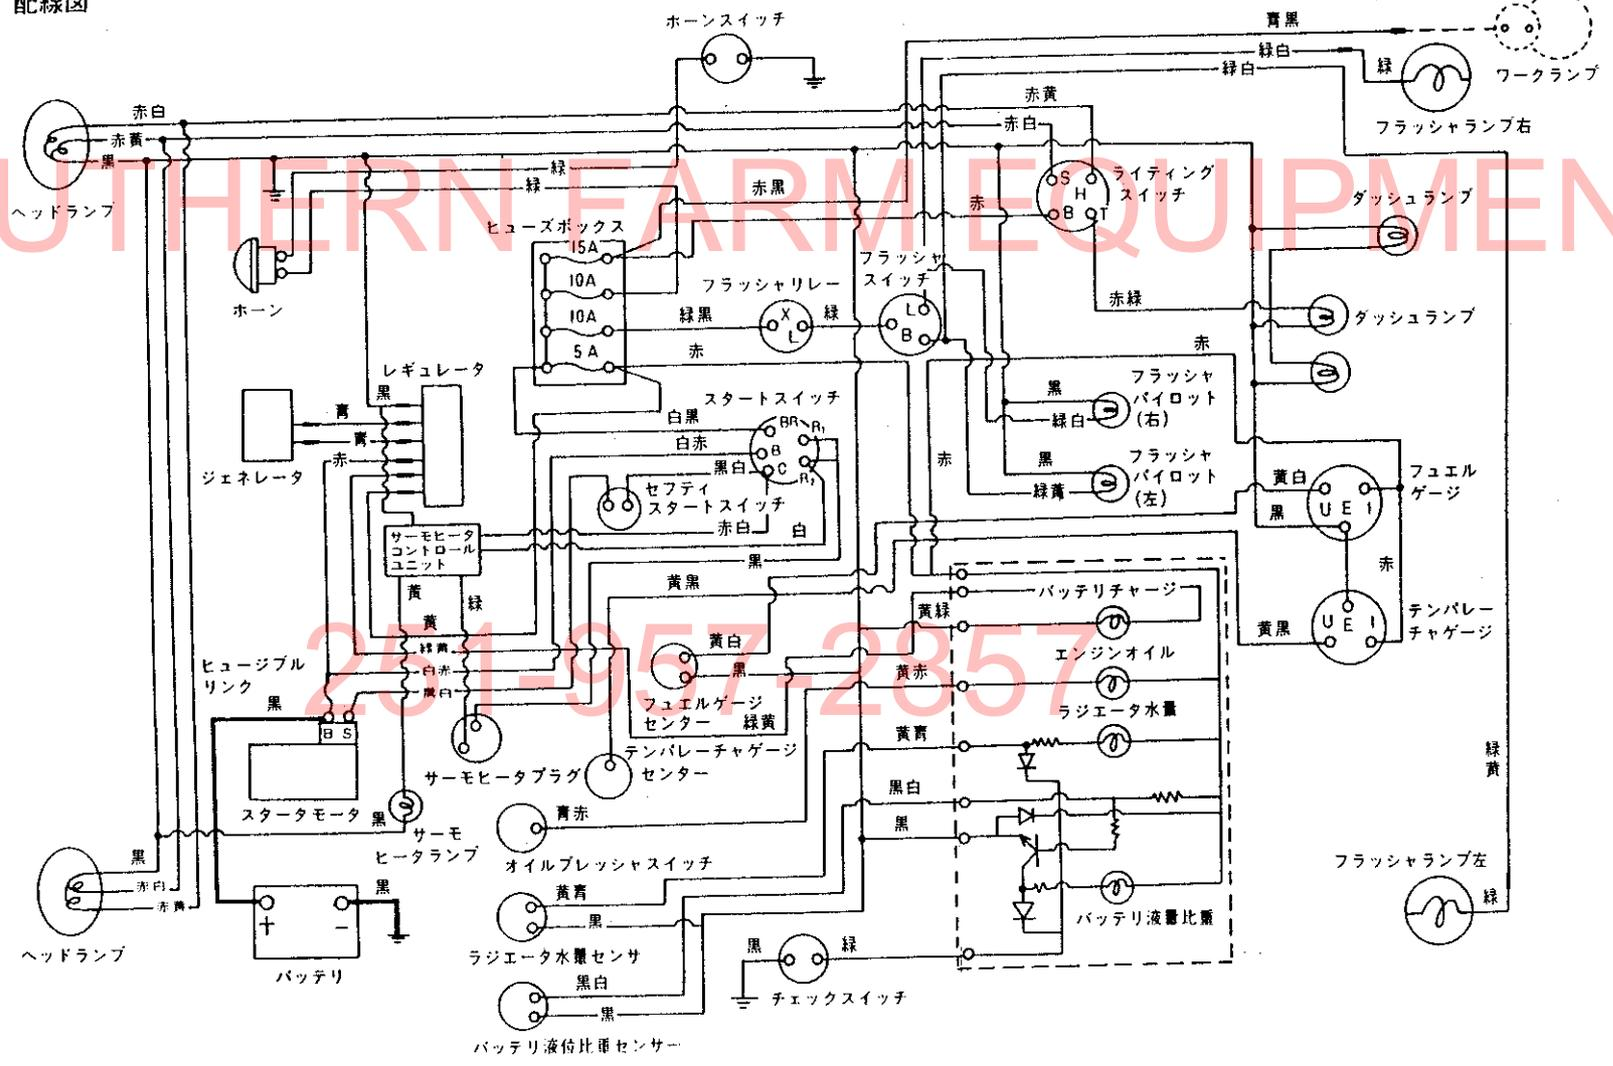 配線図
ホーンスイッチ
青黒
緑白
緑白
緑
ワークランプ
フラッシャランプ右
赤白
赤黄
黒
赤黄
赤白
ヘッドランプ
緑
緑
赤黒
赤
S
H
B
T
ライティング
スイッチ
ダッシュランプ
SOUTHERN FARM EQUIPMENT
ホーン
ヒューズボックス
15A
10A
10A
5A
フラッシャリレー
X
L
緑黒
緑
フラッシャ
スイッチ
L
B
赤緑
ダッシュランプ
赤
赤
レギュレータ
黒
青
青
赤
ジェネレータ
スタートスイッチ
白黒
白赤
黒白
BR
R₁
B
C
R₂
セフティ
スタートスイッチ
赤白
白
黒
黒
緑白
フラッシャ
パイロット
(右)
赤
黒
緑黄
フラッシャ
パイロット
(左)
黄白
黒
U E I
フュエル
ゲージ
赤
サーモヒータ
コントロール
ユニット
黄
緑
黄
緑黄
白赤
黒白
黄黒
黄緑
黄白
黒
フュエルゲージ
センター
緑黄
黄赤
黄青
黒白
黒
バッテリチャージ
エンジンオイル
ラジエータ水量
バッテリ液量比重
黄黒
U E I
テンパレー
チャゲージ
ヒュージブル
リンク
黒
B S
スタータモータ
サーモヒータプラグ
テンパレーチャゲージ
センター
251-957-2857
黒
サーモ
ヒータランプ
青赤
オイルプレッシャスイッチ
黄青
黒
ラジエータ水量センサ
黒白
黒
バッテリ液位比重センサー
黒
赤白
赤黄
ヘッドランプ
+
-
黒
バッテリ
黒
緑
チェックスイッチ
緑黄
フラッシャランプ左
緑